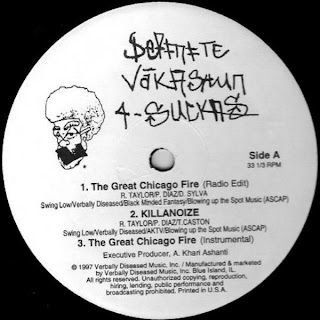 4-SuCKAS
Side A
33 1/3 RPM
1. The Great Chicago Fire (Radio Edit)
R. TAYLOR/P. DIAZ/D. SYLVA
Swing Low/Verbally Diseased/Black Minded Fantasy/Blowing up the Spot Music (ASCAP)
2. KILLANOIZE
R. TAYLOR/P. DIAZ/T.CASTON
Swing Low/Verbally Diseased/AKTV/Blowing up the Spot Music (ASCAP)
3. The Great Chicago Fire (Instrumental)
Executive Producer, A. Khari Ashanti
© 1997 Verbally Diseased Music, Inc. / Manufactured & marketed
by Verbally Diseased Music, Inc. Blue Island, IL.
All rights reserved. Unauthorized copying, reproduction,
hiring, lending, public performance and
broadcasting prohibited. Printed in U.S.A.